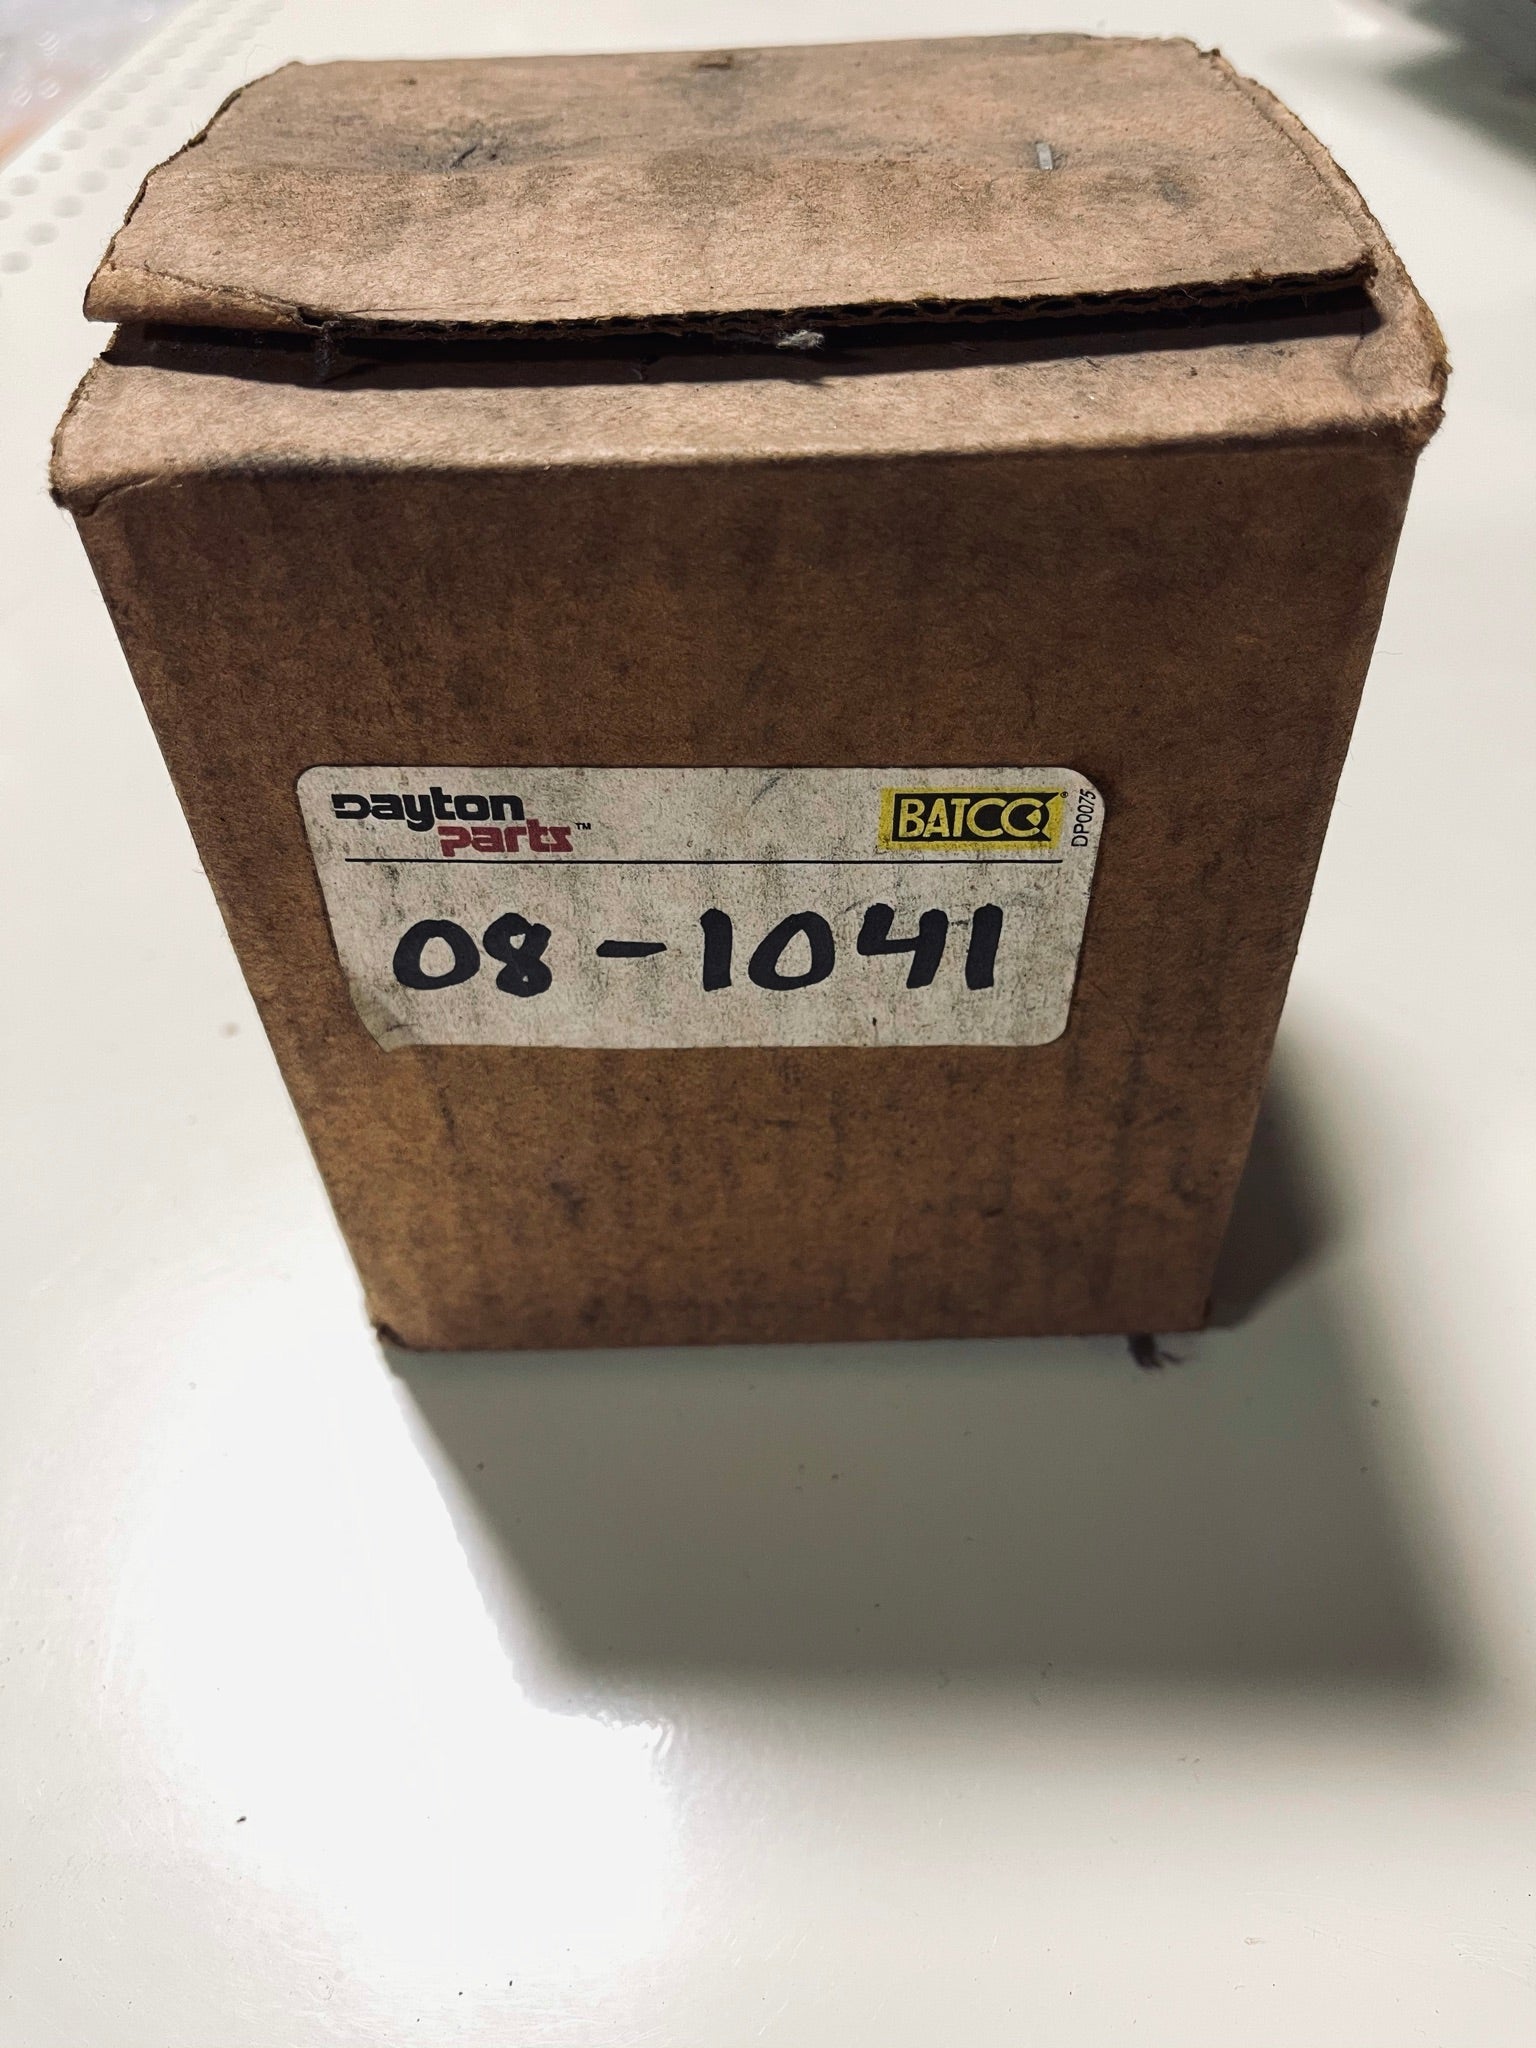 Dayton
Parts™
BATCO®
DP0075
08-1041